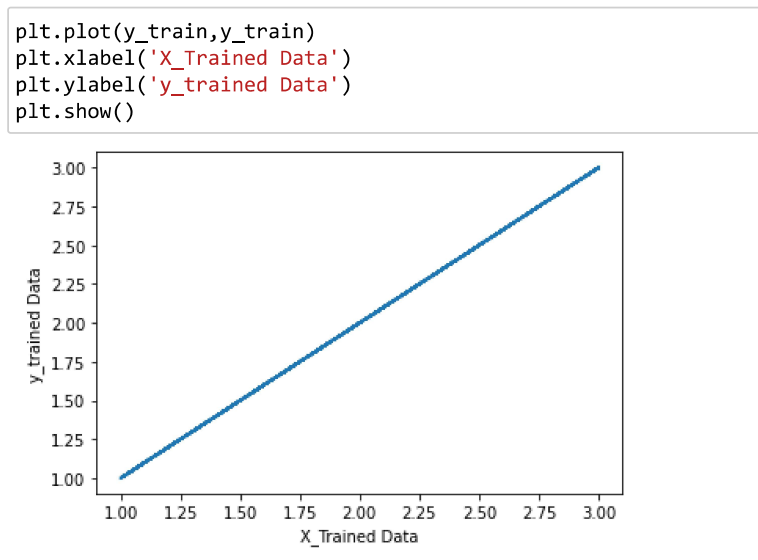 plt.plot(y_train,y_train)
plt.xlabel('X_Trained Data')
plt.ylabel('y_trained Data')
plt.show()
3.00
2.75
2.50
2.25
2.00
1.75
1.50
1.25
1.00
y_trained Data
1.00 1.25 1.50 1.75 2.00 2.25 2.50 2.75 3.00
X_Trained Data